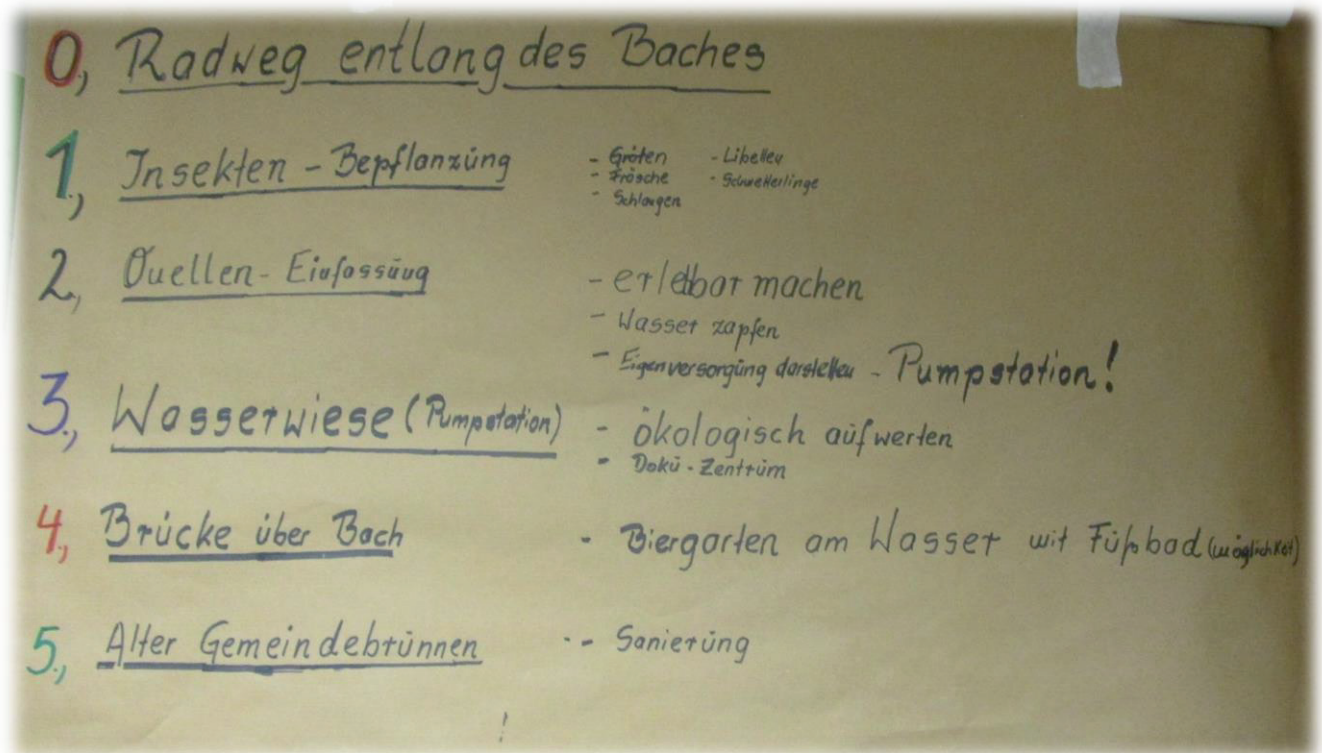 0., Radweg entlang des Baches
1., Insekten - Bepflanzung - Gröten - Libellen
- Frösche - Schmetterlinge
- Schlangen
2., Quellen - Einfassung - erlebbar machen
- Wasser zapfen
- Eigenversorgung darstellen - Pumpstation!
3., Wasserwiese (Pumpstation) - ökologisch aufwerten
- Doku - Zentrum
4., Brücke über Bach - Biergarten am Wasser mit Fußbad (möglichkeit)
5., Alter Gemeindebrunnen - - Sanierung